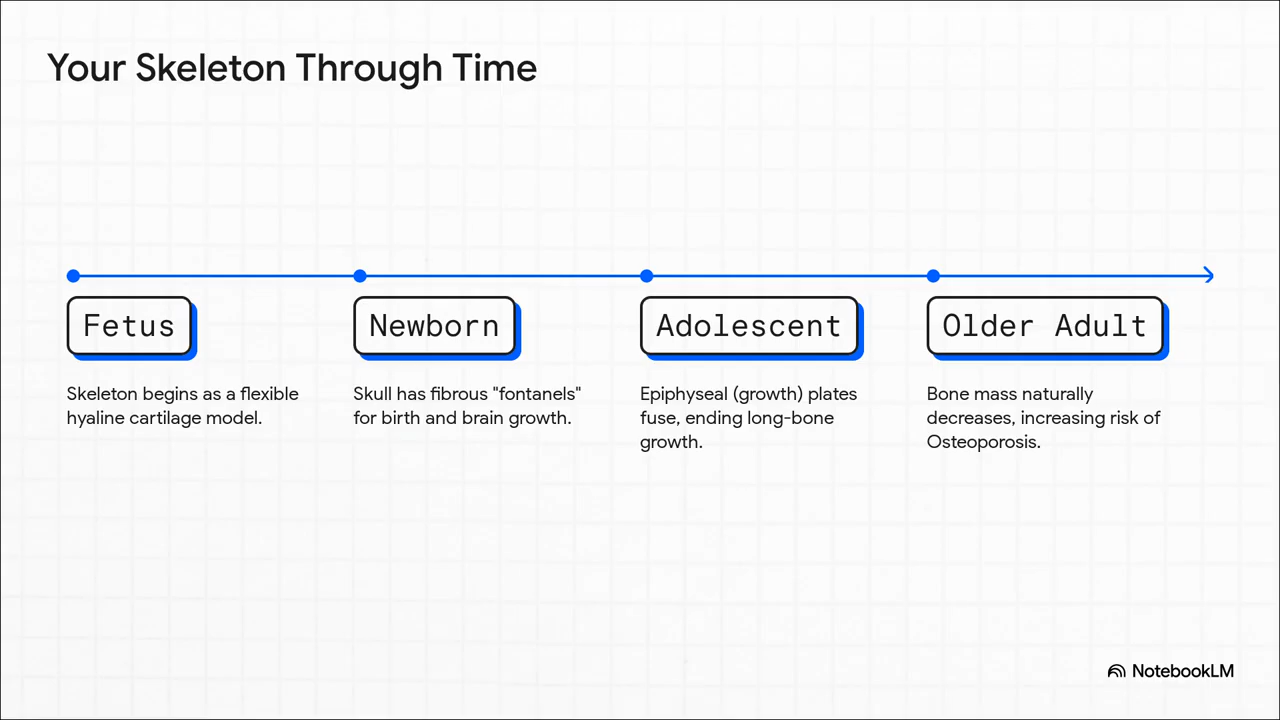 Your Skeleton Through Time
Fetus
Skeleton begins as a flexible
hyaline cartilage model.
Newborn
Skull has fibrous "fontanels"
for birth and brain growth.
Adolescent
Epiphyseal (growth) plates
fuse, ending long-bone
growth.
Older Adult
Bone mass naturally
decreases, increasing risk of
Osteoporosis.
NotebookLM